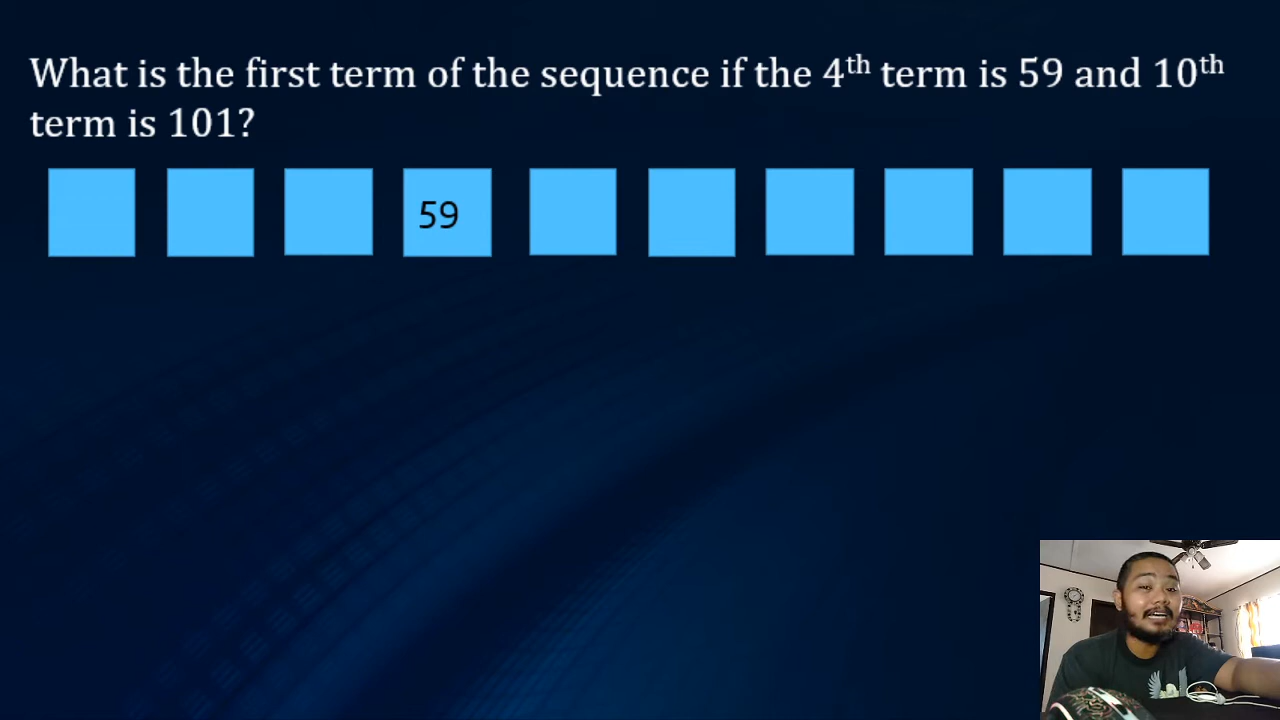 What is the first term of the sequence if the 4th term is 59 and 10th
term is 101?
59